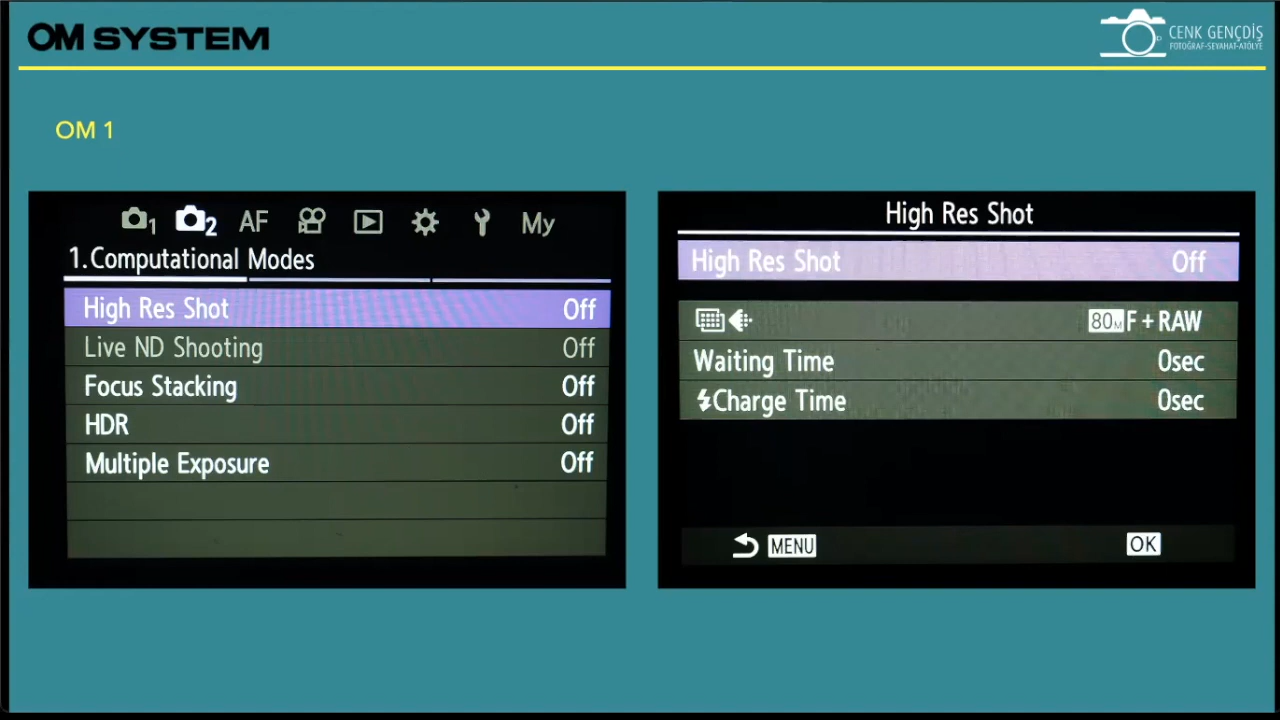 OM SYSTEM
CENK GENÇDİŞ
FOTOĞRAF-SEYAHAT-ATÖLYE
OM 1
1 2 AF My
1.Computational Modes
High Res Shot Off
Live ND Shooting Off
Focus Stacking Off
HDR Off
Multiple Exposure Off
High Res Shot
High Res Shot Off
80M F+RAW
Waiting Time 0sec
Charge Time 0sec
MENU OK